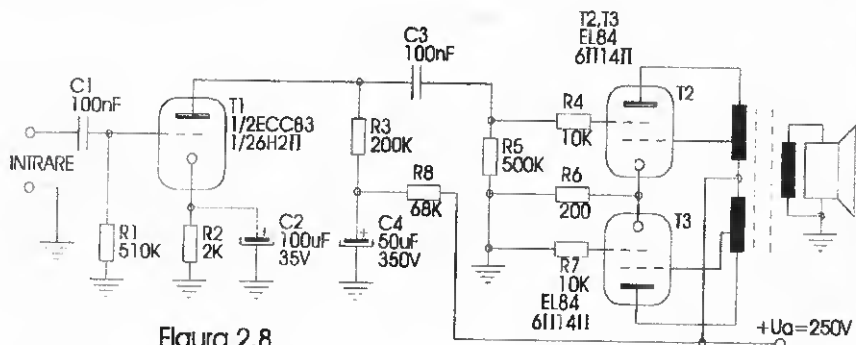 C1
100nF
INTRARE
R1
510K
T1
1/2ECC83
1/26Н2П
R2
2K
C2
100uF
35V
C3
100nF
R3
200K
R8
68K
C4
50uF
350V
R5
500K
R4
10K
R6
200
R7
10K
T2,T3
EL84
6П14П
T2
T3
EL84
6П14П
+Ua=250V
Figura 2.8